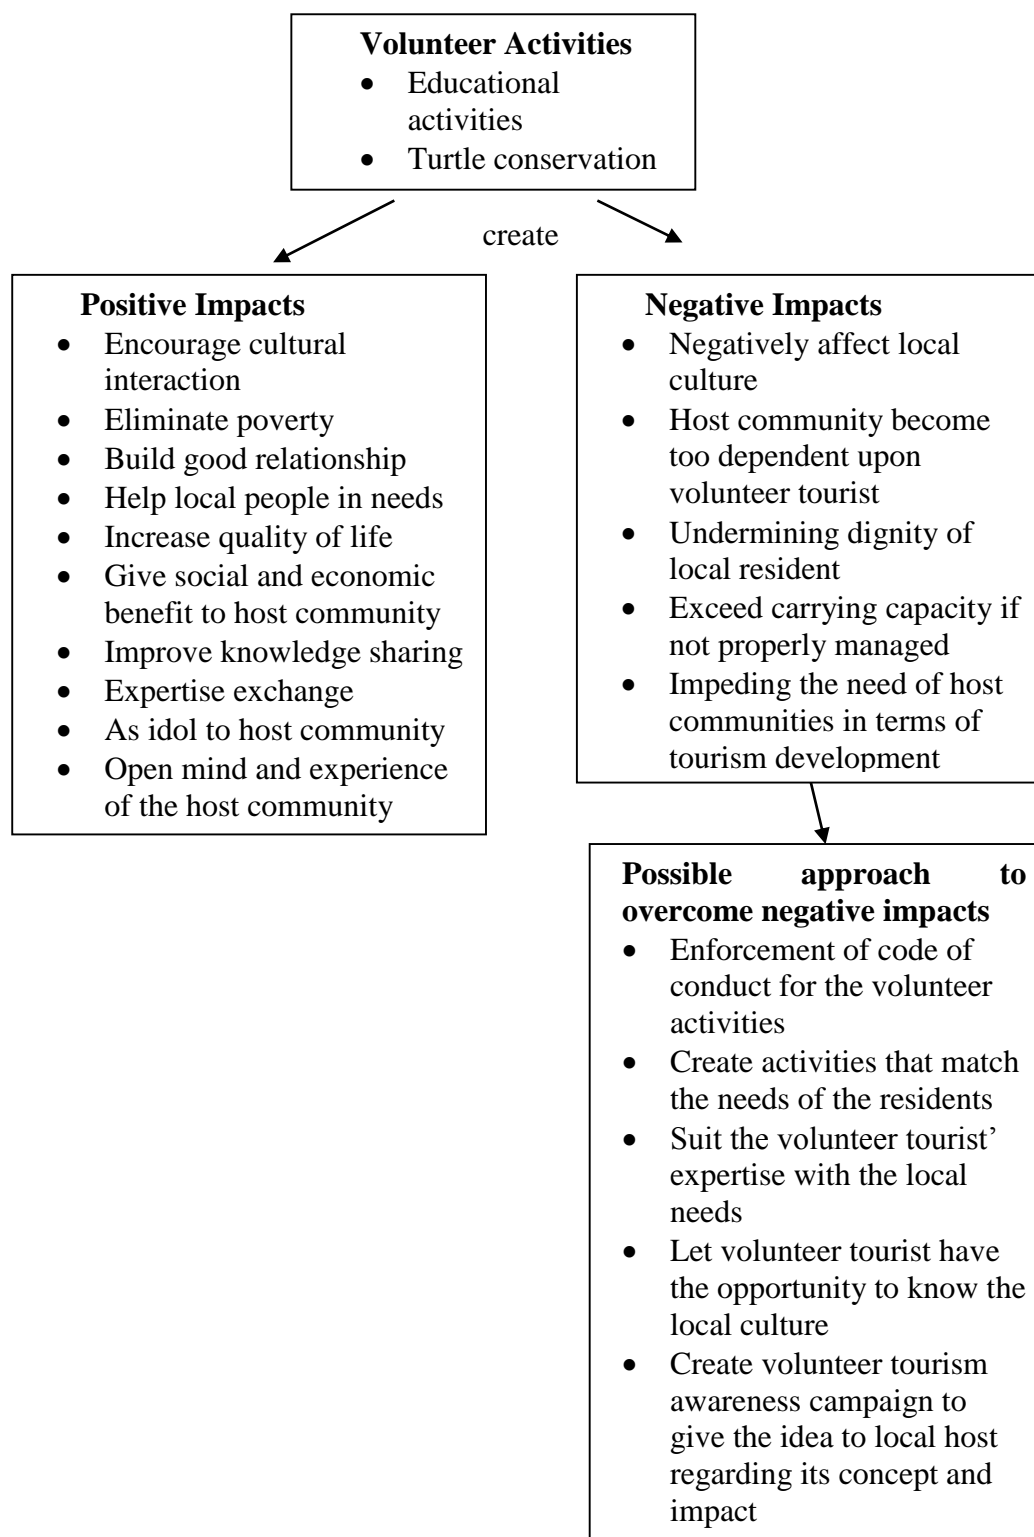 Volunteer Activities
• Educational
activities
• Turtle conservation
create
Positive Impacts
• Encourage cultural
interaction
• Eliminate poverty
• Build good relationship
• Help local people in needs
• Increase quality of life
• Give social and economic
benefit to host community
• Improve knowledge sharing
• Expertise exchange
• As idol to host community
• Open mind and experience
of the host community
Negative Impacts
• Negatively affect local
culture
• Host community become
too dependent upon
volunteer tourist
• Undermining dignity of
local resident
• Exceed carrying capacity if
not properly managed
• Impeding the need of host
communities in terms of
tourism development
Possible approach to
overcome negative impacts
• Enforcement of code of
conduct for the volunteer
activities
• Create activities that match
the needs of the residents
• Suit the volunteer tourist’
expertise with the local
needs
• Let volunteer tourist have
the opportunity to know the
local culture
• Create volunteer tourism
awareness campaign to
give the idea to local host
regarding its concept and
impact